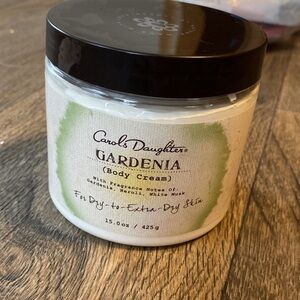 Carol's Daughter
GARDENIA
(Body Cream)
With Fragrance Notes Of:
Gardenia, Neroli, White Musk
For Dry-to-Extra-Dry Skin
15.0oz / 425g